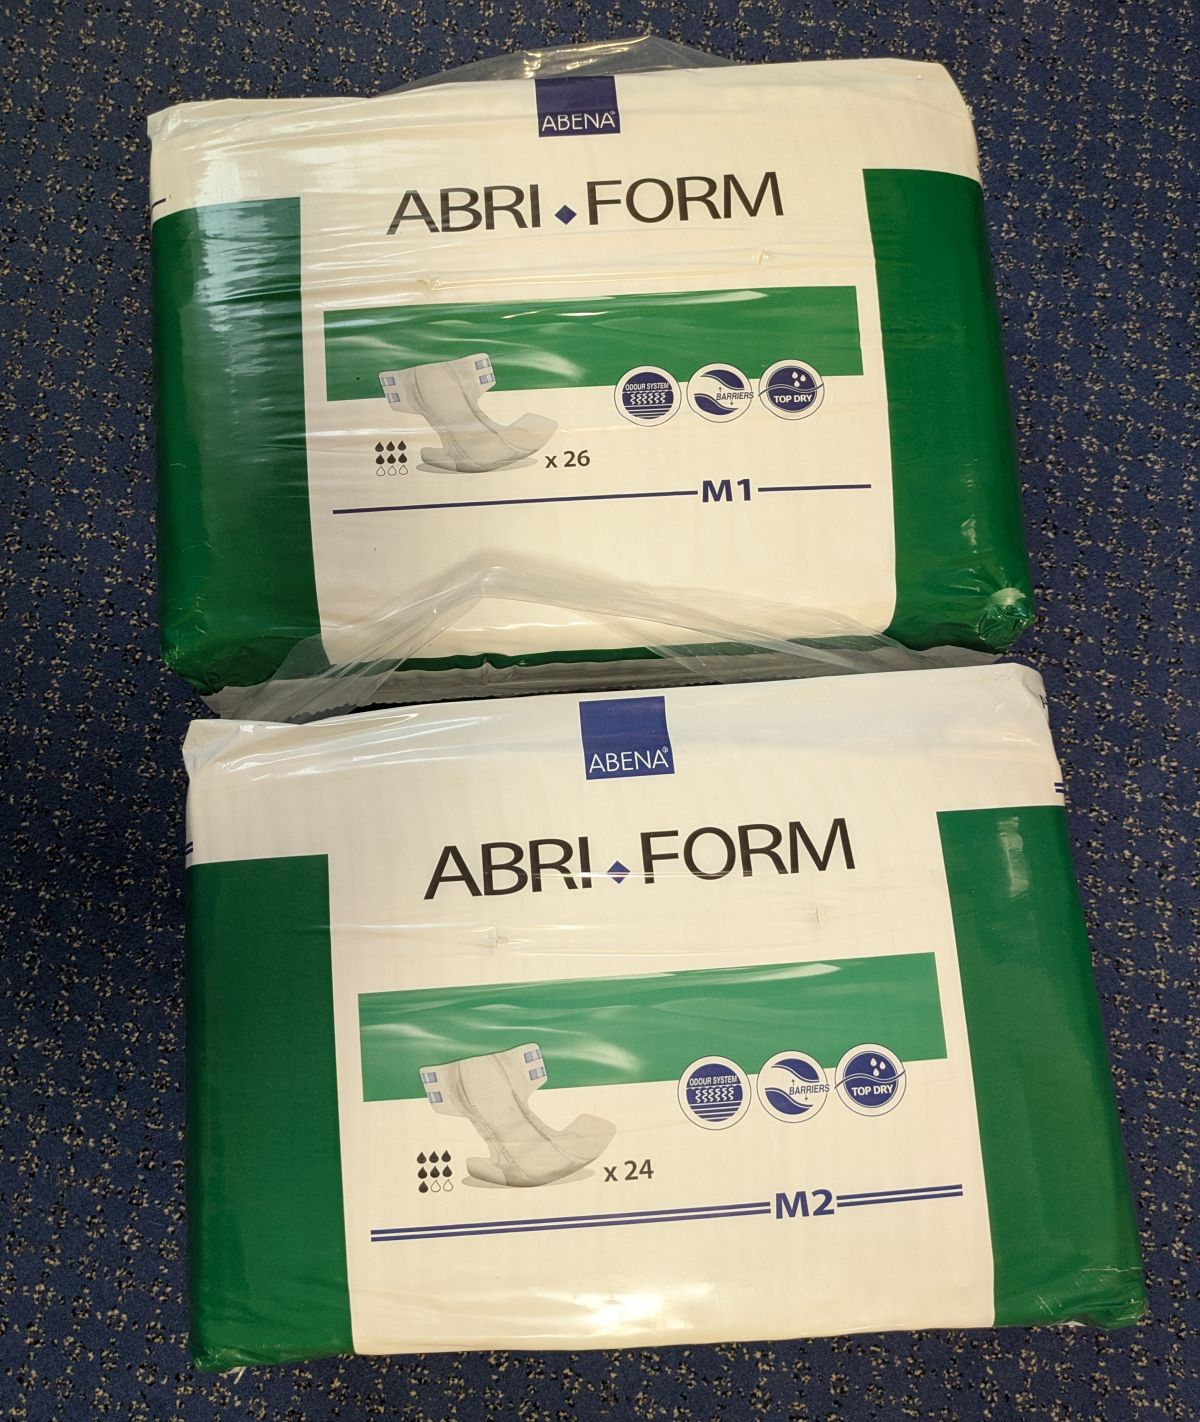 ABENA®
ABRI FORM
ODOUR SYSTEM
BARRIERS
TOP DRY
x 26
M1
ABENA®
ABRI FORM
ODOUR SYSTEM
BARRIERS
TOP DRY
x 24
M2